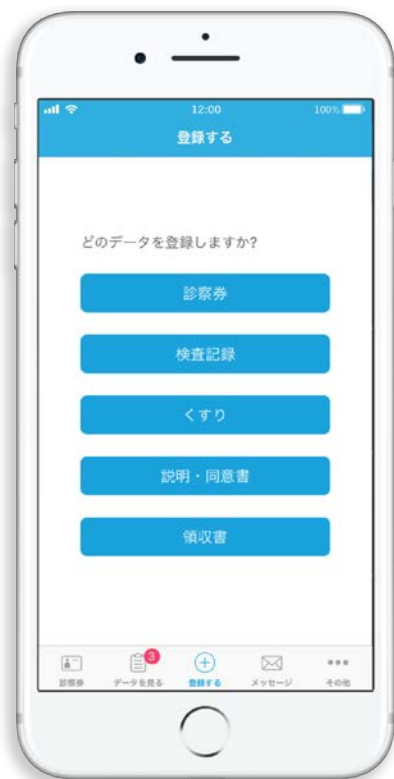 12:00
100%
登録する
どのデータを登録しますか?
診察券
検査記録
くすり
説明・同意書
領収書
3
診察券
データを見る
登録する
メッセージ
その他